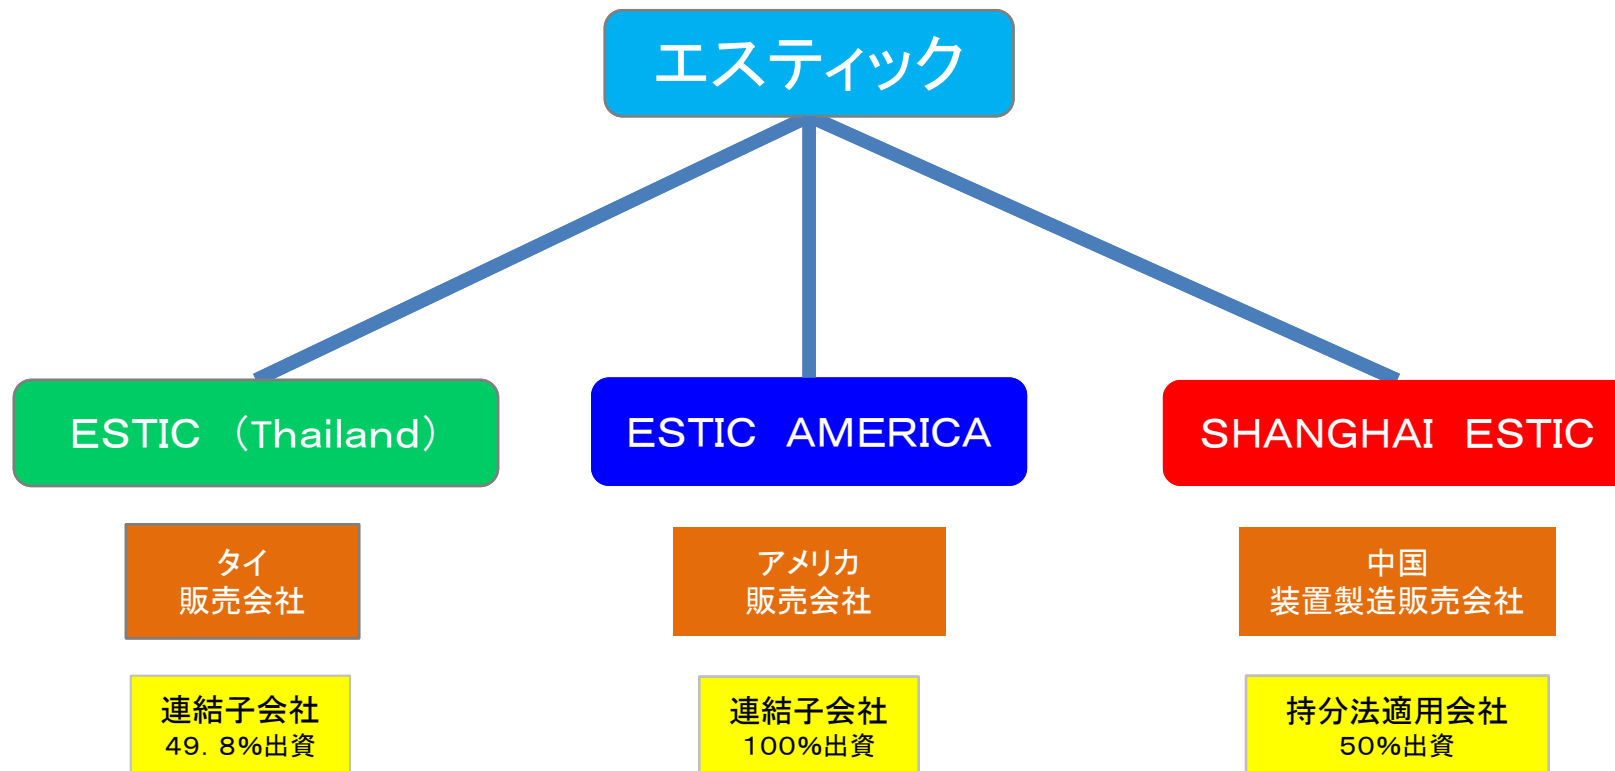 エスティック
ESTIC （Thailand）
ESTIC　AMERICA
SHANGHAI　ESTIC
タイ
販売会社
アメリカ
販売会社
中国
装置製造販売会社
連結子会社
49．8%出資
連結子会社
100%出資
持分法適用会社
50%出資